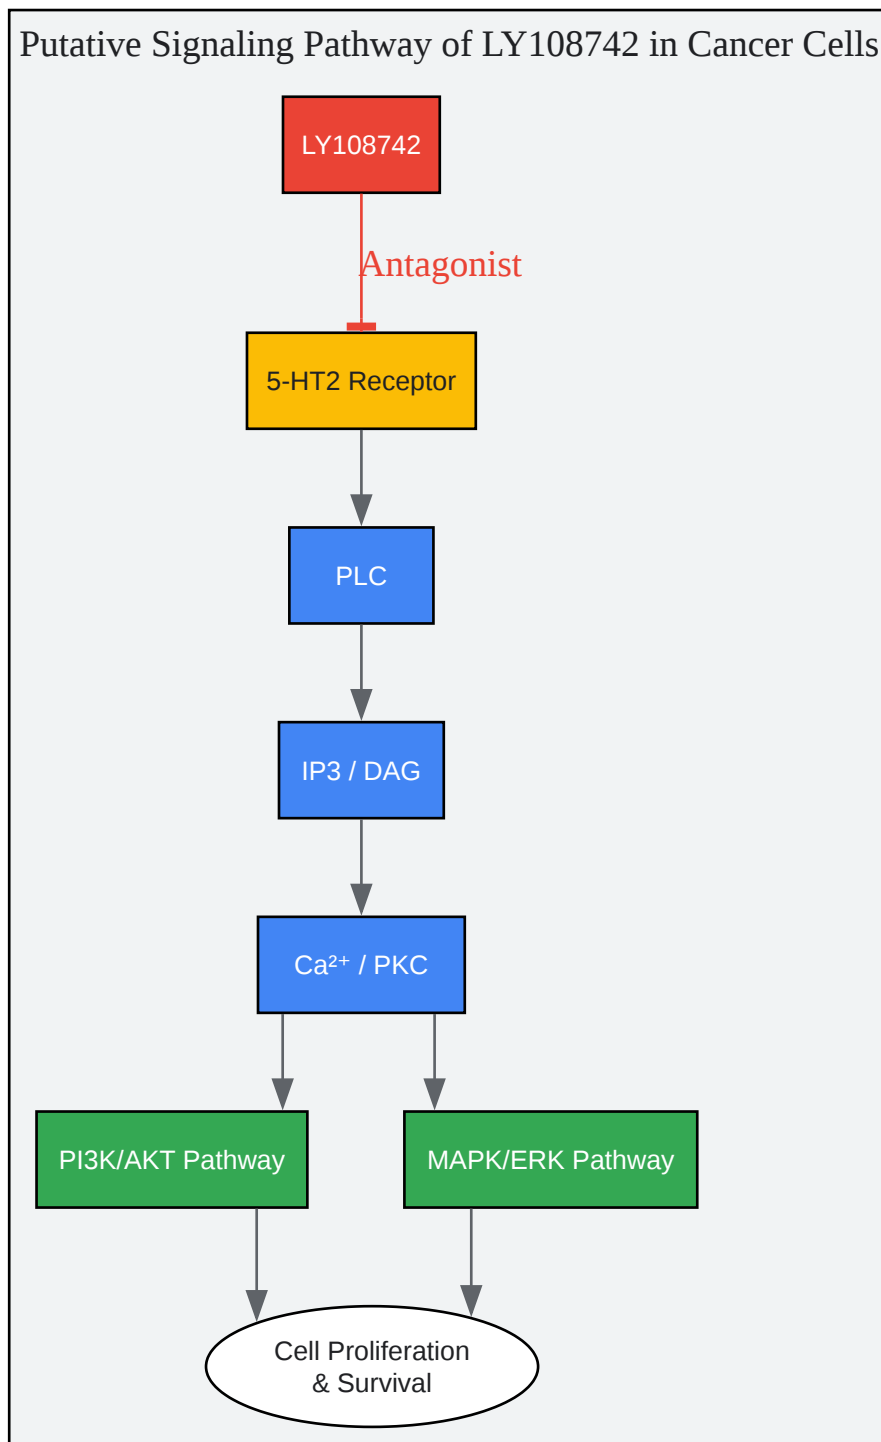 Putative Signaling Pathway of LY108742 in Cancer Cells
LY108742
Antagonist
5-HT2 Receptor
PLC
IP3 / DAG
Ca²⁺ / PKC
PI3K/AKT Pathway
MAPK/ERK Pathway
Cell Proliferation
& Survival